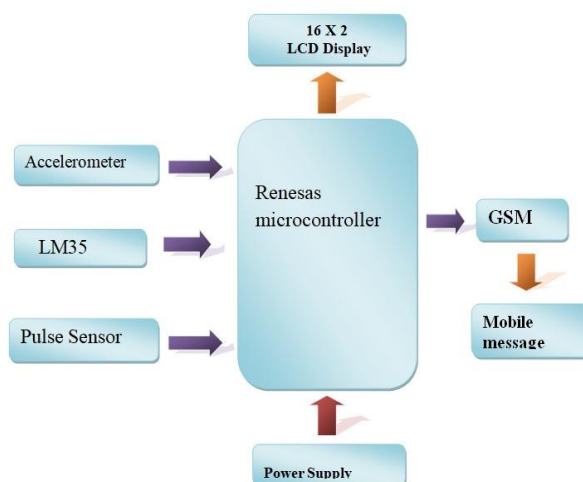 16 X 2
LCD Display
Accelerometer
Renesas
microcontroller
GSM
LM35
Mobile
message
Pulse Sensor
Power Supply